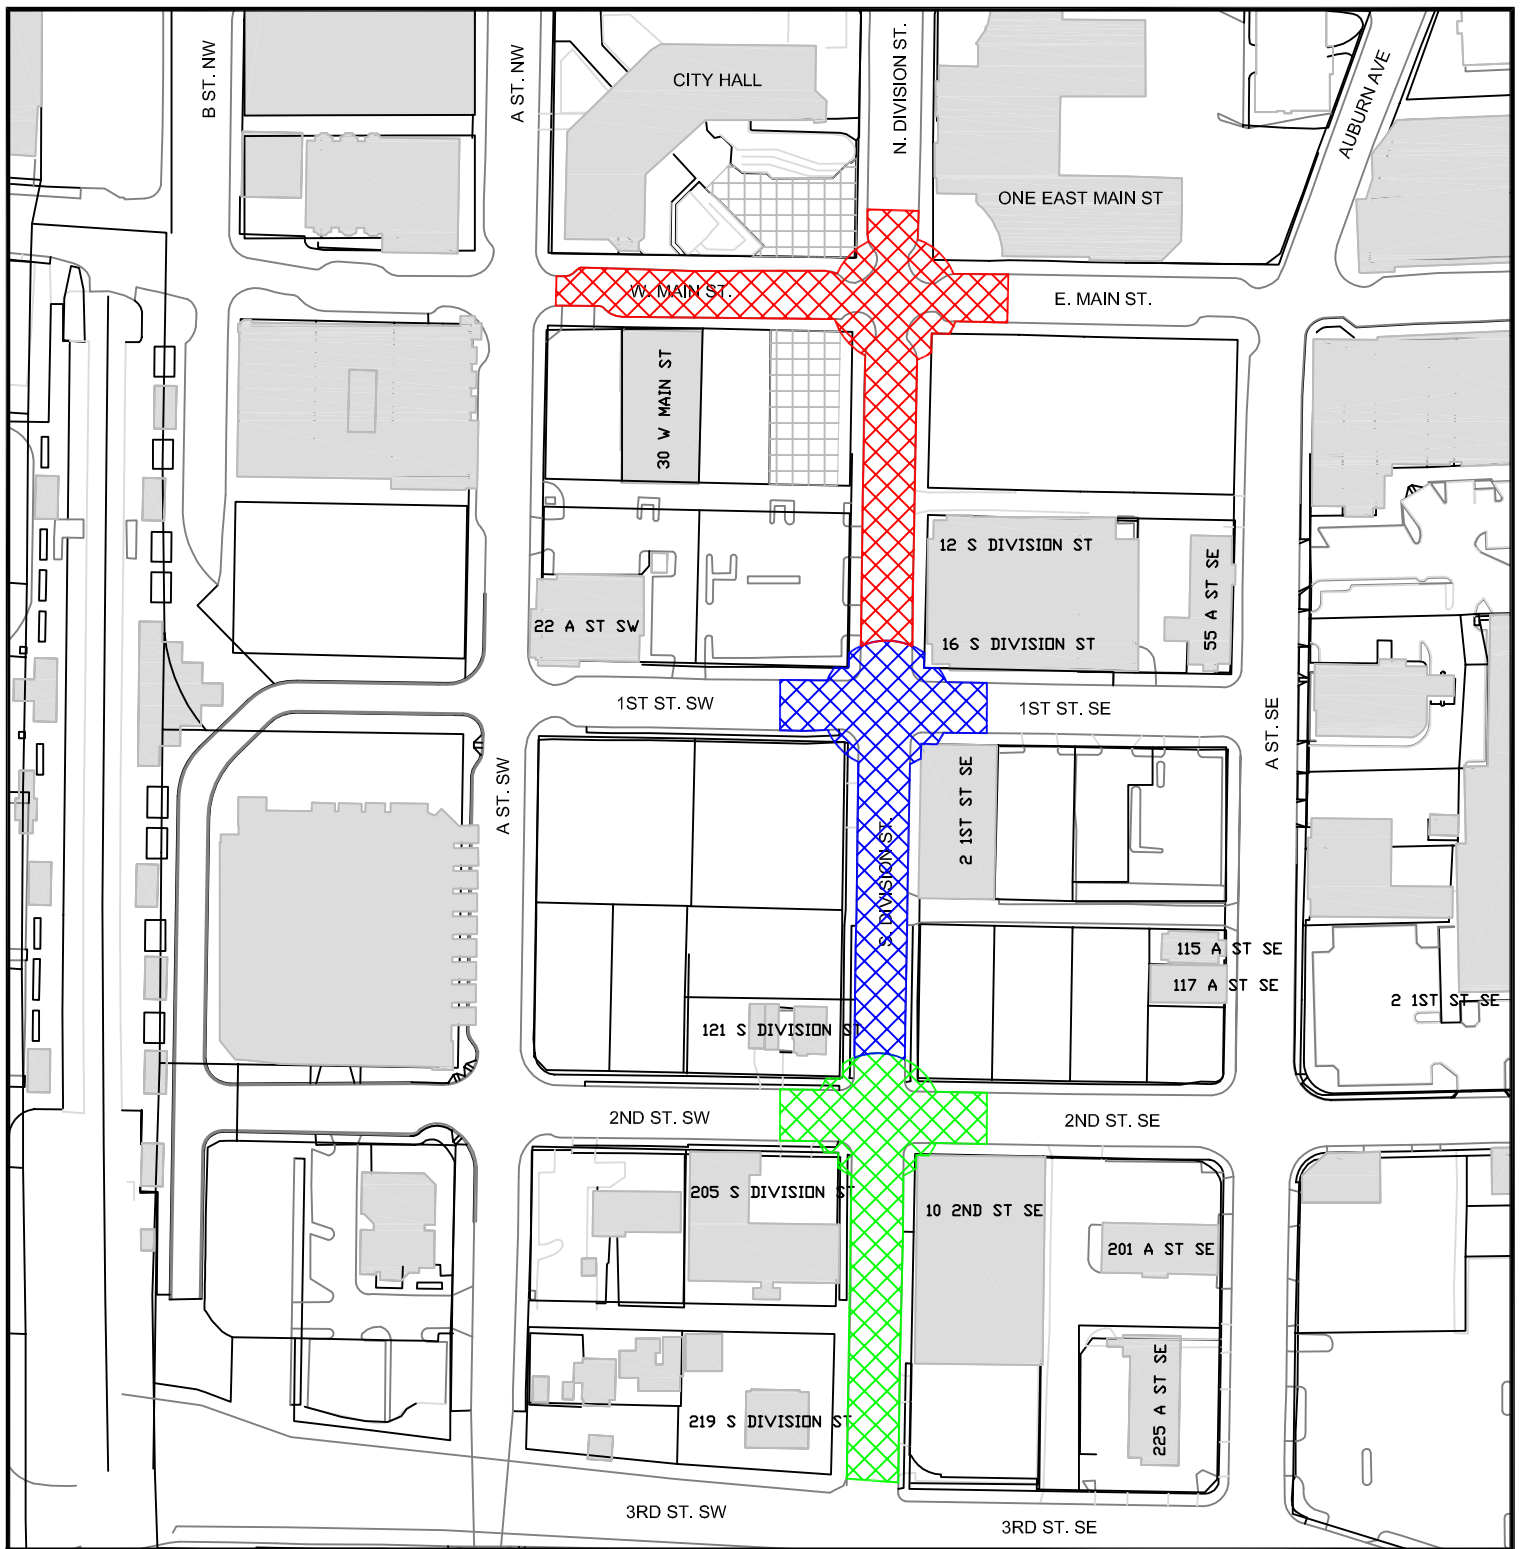 B ST. NW
A ST. NW
CITY HALL
N. DIVISION ST.
AUBURN AVE
ONE EAST MAIN ST
W. MAIN ST.
E. MAIN ST.
30 W MAIN ST
12 S DIVISION ST
55 A ST SE
22 A ST SW
16 S DIVISION ST
1ST ST. SW
1ST ST. SE
A ST. SE
A ST. SW
2 1ST ST SE
S. DIVISION ST.
115 A ST SE
117 A ST SE
2 1ST ST SE
121 S DIVISION ST
2ND ST. SW
2ND ST. SE
205 S DIVISION ST
10 2ND ST SE
201 A ST SE
225 A ST SE
219 S DIVISION ST
3RD ST. SW
3RD ST. SE